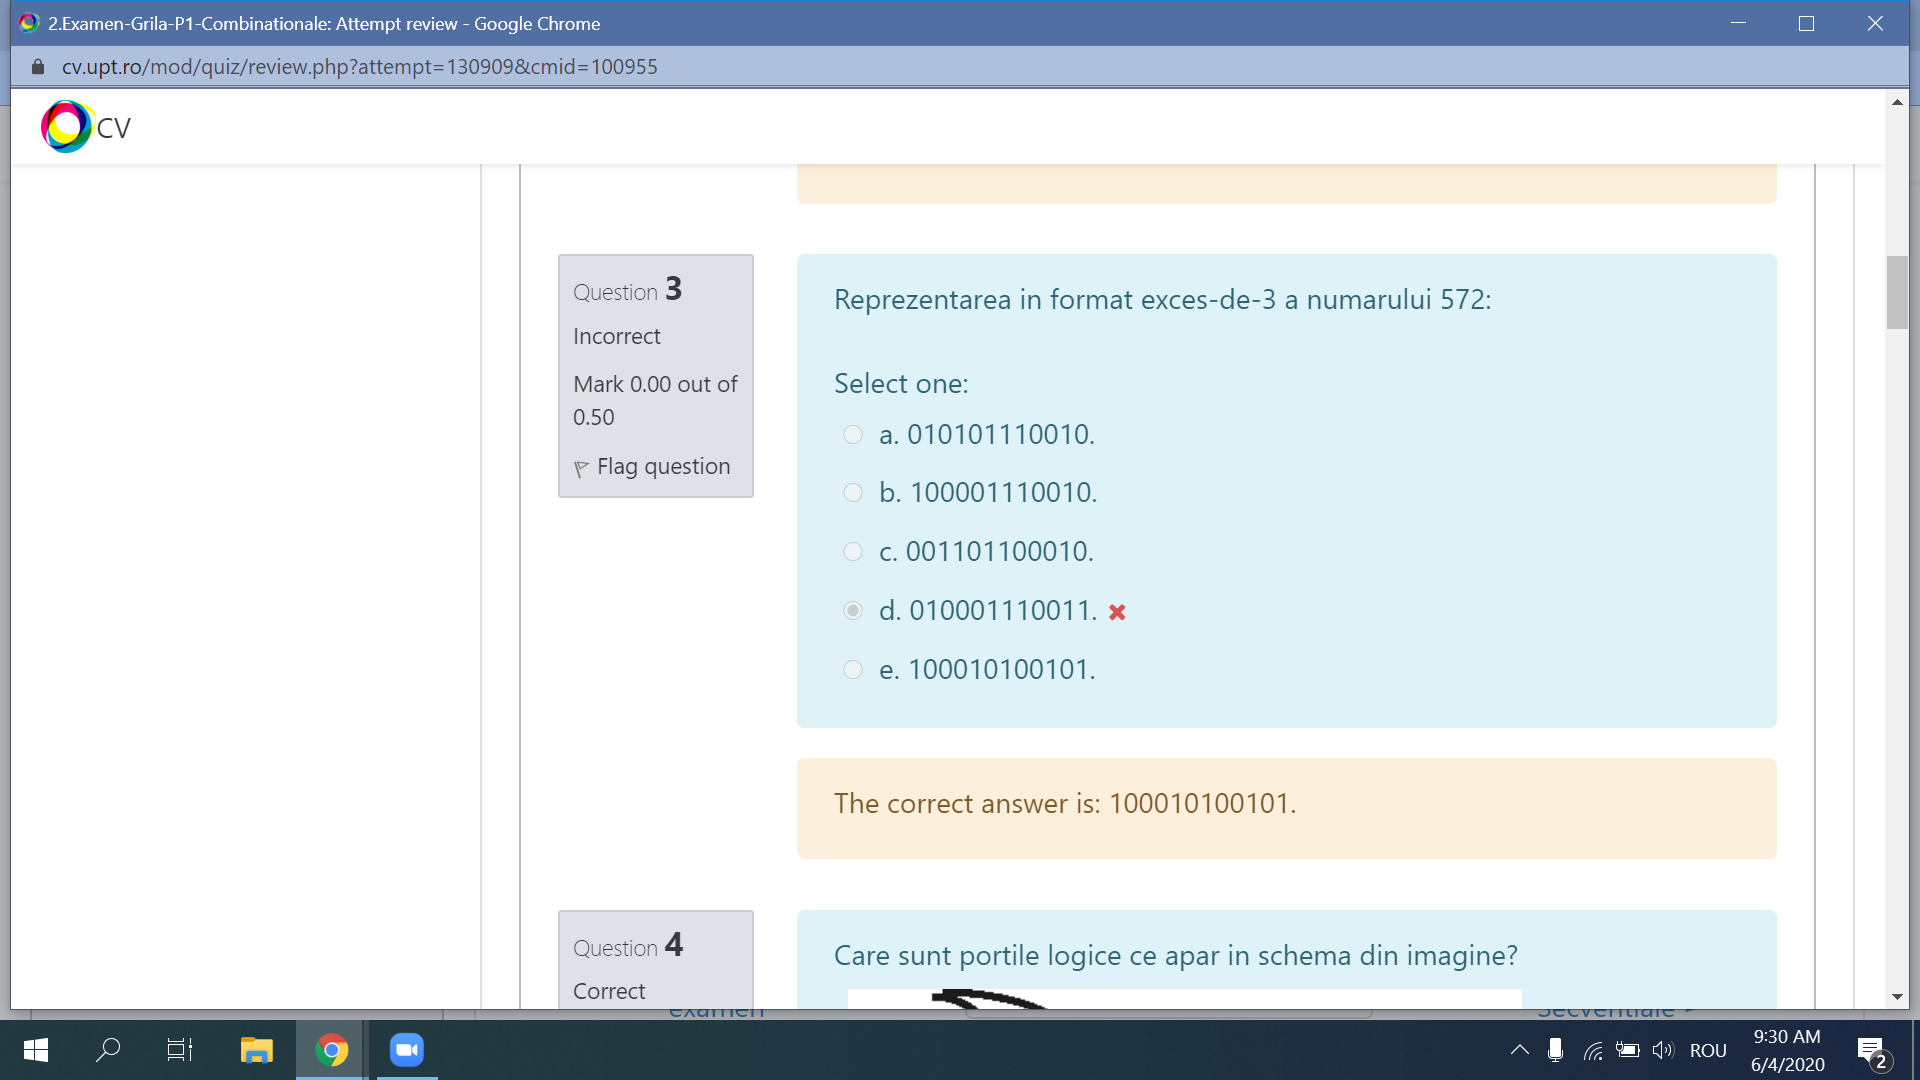 2.Examen-Grila-P1-Combinationale: Attempt review - Google Chrome
cv.upt.ro/mod/quiz/review.php?attempt=130909&cmid=100955
CV
Question 3
Incorrect
Mark 0.00 out of
0.50
Flag question
Reprezentarea in format exces-de-3 a numarului 572:
Select one:
a. 010101110010.
b. 100001110010.
c. 001101100010.
d. 010001110011.
e. 100010100101.
The correct answer is: 100010100101.
Question 4
Correct
Care sunt portile logice ce apar in schema din imagine?
examen
Secventiale
ROU
9:30 AM
6/4/2020
2